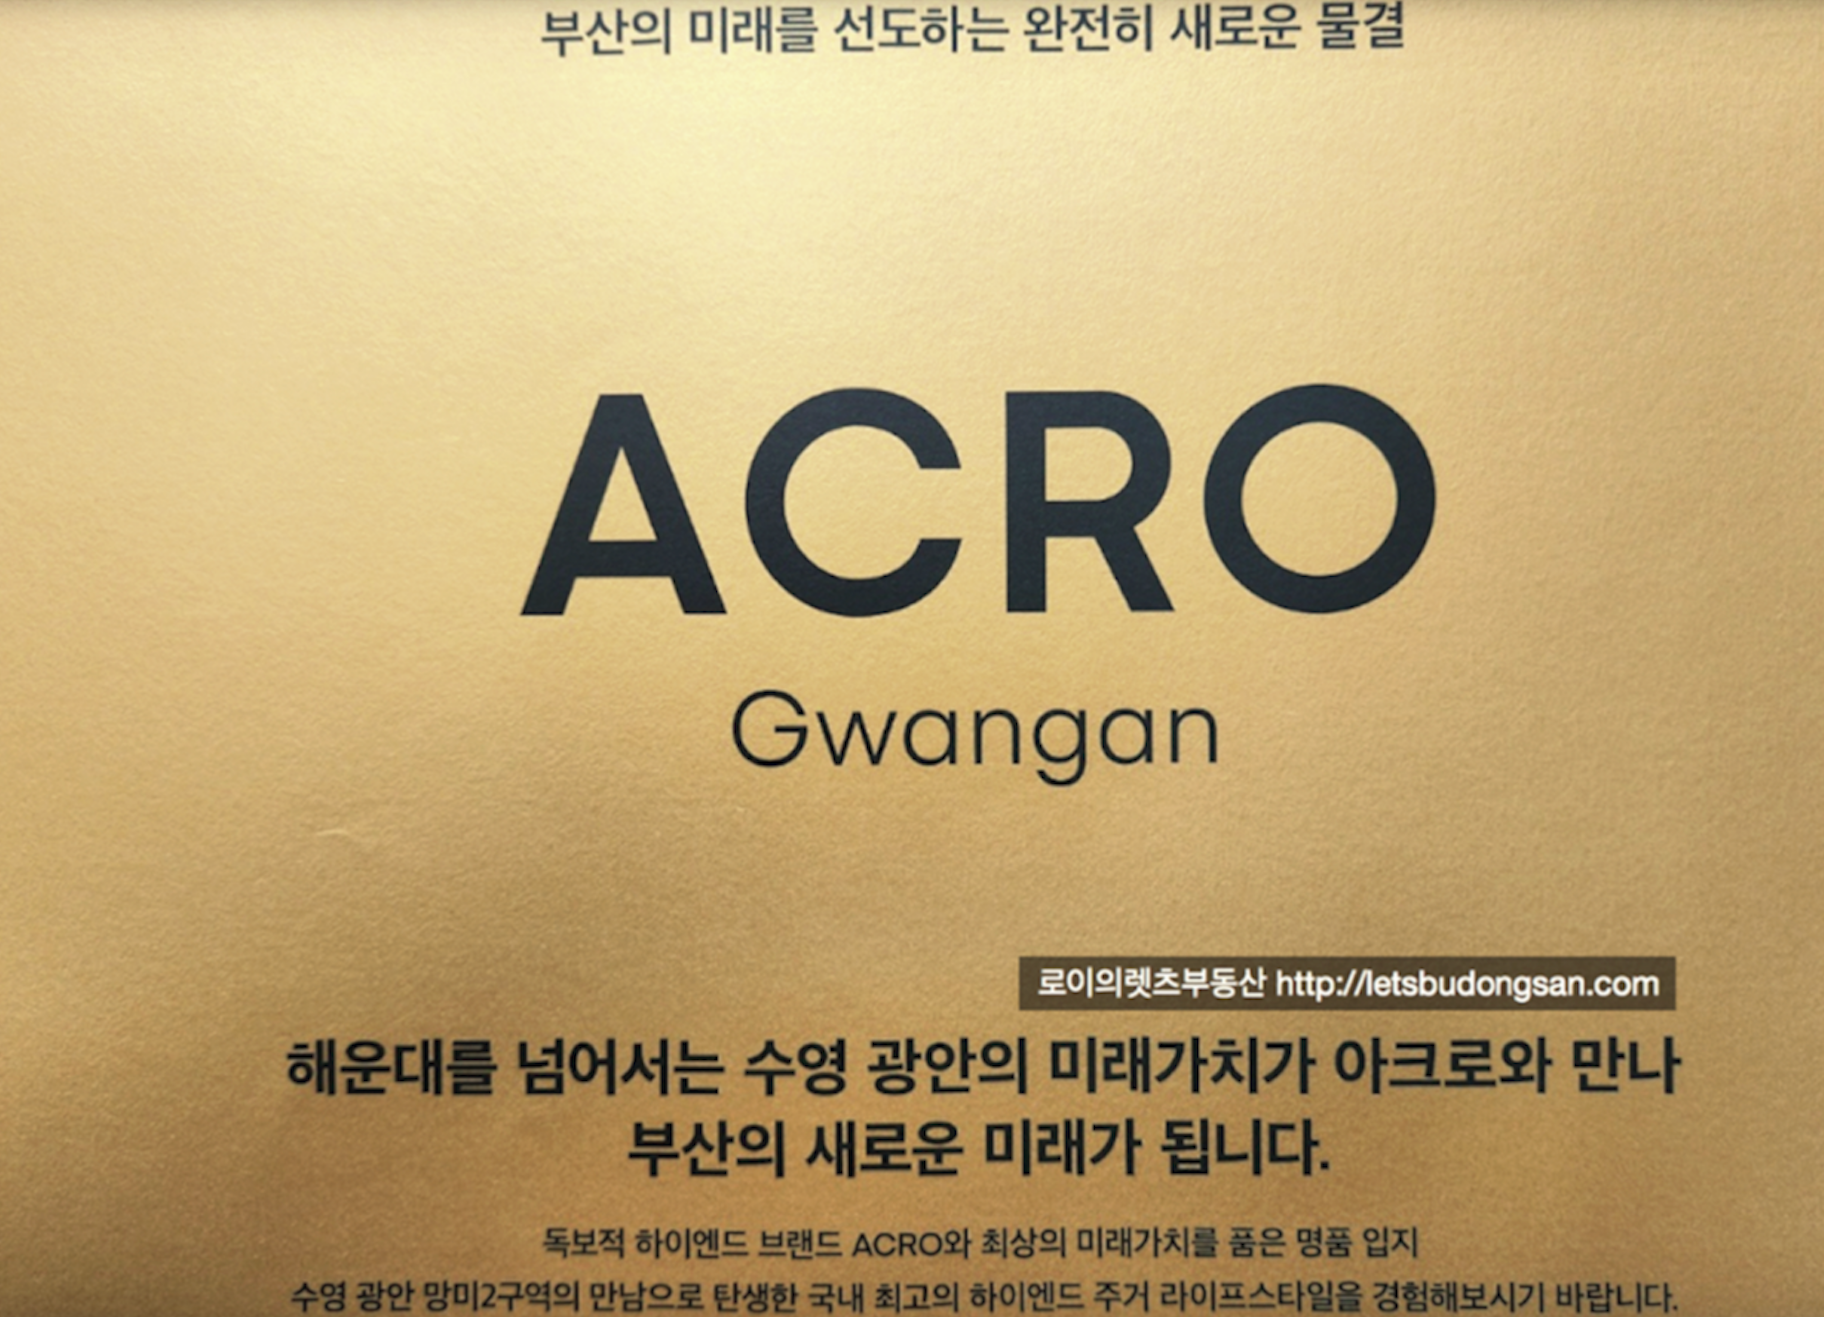 부산의 미래를 선도하는 완전히 새로운 물결
ACRO
Gwangan
로이의렛츠부동산 http://letsbudongsan.com
해운대를 넘어서는 수영 광안의 미래가치가 아크로와 만나
부산의 새로운 미래가 됩니다.
독보적 하이엔드 브랜드 ACRO와 최상의 미래가치를 품은 명품 입지
수영 광안 망미2구역의 만남으로 탄생한 국내 최고의 하이엔드 주거 라이프스타일을 경험해보시기 바랍니다.